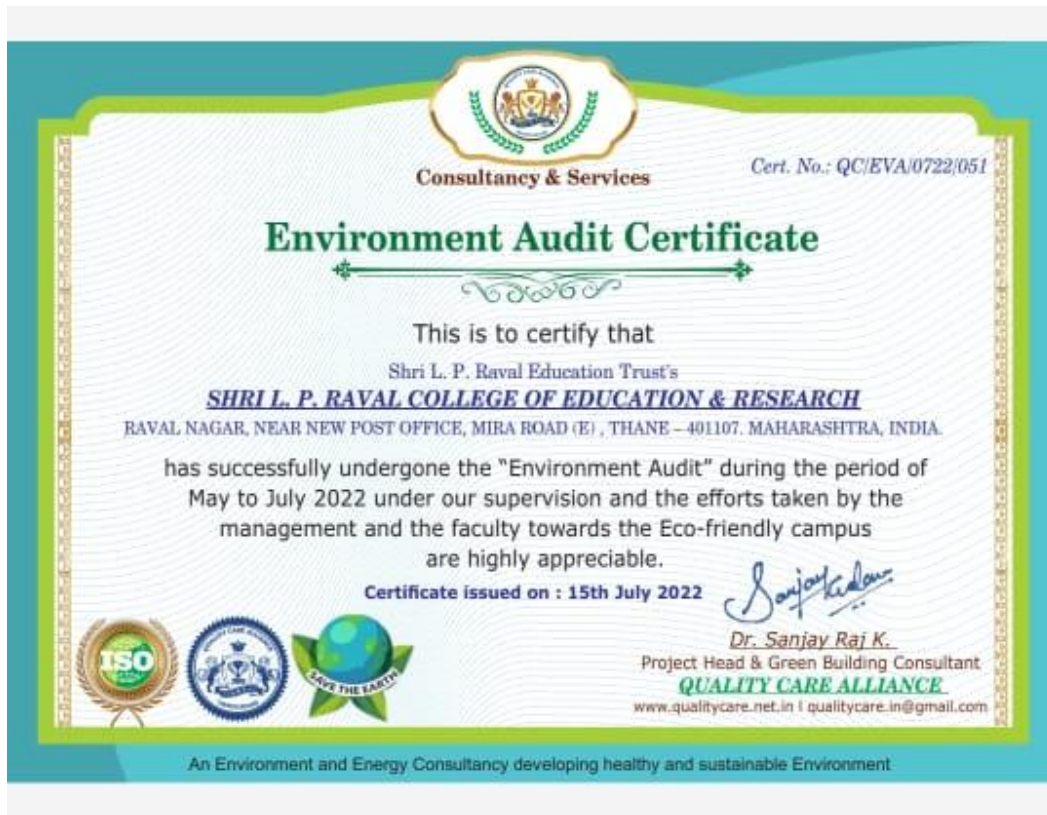 Consultancy & Services
Cert. No.: QC/EVA/0722/051
Environment Audit Certificate
This is to certify that
Shri L. P. Raval Education Trust's
SHRI L. P. RAVAL COLLEGE OF EDUCATION & RESEARCH
RAVAL NAGAR, NEAR NEW POST OFFICE, MIRA ROAD (E) , THANE – 401107. MAHARASHTRA, INDIA.
has successfully undergone the “Environment Audit” during the period of
May to July 2022 under our supervision and the efforts taken by the
management and the faculty towards the Eco-friendly campus
are highly appreciable.
Certificate issued on : 15th July 2022
ISO
QUALITY CARE ALLIANCE
SAVE THE EARTH
Dr. Sanjay Raj K.
Project Head & Green Building Consultant
QUALITY CARE ALLIANCE
www.qualitycare.net.in l qualitycare.in@gmail.com
An Environment and Energy Consultancy developing healthy and sustainable Environment